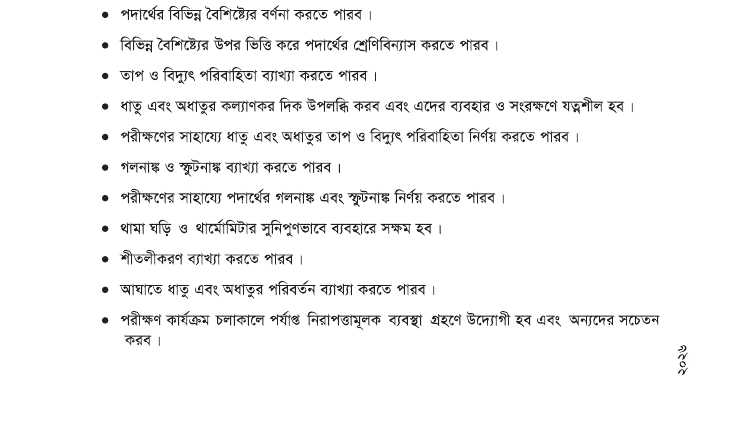 ● পদার্থের বিভিন্ন বৈশিষ্ট্যের বর্ণনা করতে পারব ।
● বিভিন্ন বৈশিষ্ট্যের উপর ভিত্তি করে পদার্থের শ্রেণিবিন্যাস করতে পারব ।
● তাপ ও বিদ্যুৎ পরিবাহিতা ব্যাখ্যা করতে পারব ।
● ধাতু এবং অধাতুর কল্যাণকর দিক উপলব্ধি করব এবং এদের ব্যবহার ও সংরক্ষণে যত্নশীল হব ।
● পরীক্ষণের সাহায্যে ধাতু এবং অধাতুর তাপ ও বিদ্যুৎ পরিবাহিতা নির্ণয় করতে পারব ।
● গলনাঙ্ক ও স্ফুটনাঙ্ক ব্যাখ্যা করতে পারব ।
● পরীক্ষণের সাহায্যে পদার্থের গলনাঙ্ক এবং স্ফুটনাঙ্ক নির্ণয় করতে পারব ।
● থামা ঘড়ি ও থার্মোমিটার সুনিপুণভাবে ব্যবহারে সক্ষম হব ।
● শীতলীকরণ ব্যাখ্যা করতে পারব ।
● আঘাতে ধাতু এবং অধাতুর পরিবর্তন ব্যাখ্যা করতে পারব ।
● পরীক্ষণ কার্যক্রম চলাকালে পর্যাপ্ত নিরাপত্তামূলক ব্যবস্থা গ্রহণে উদ্যোগী হব এবং অন্যদের সচেতন
করব ।
২০২৬